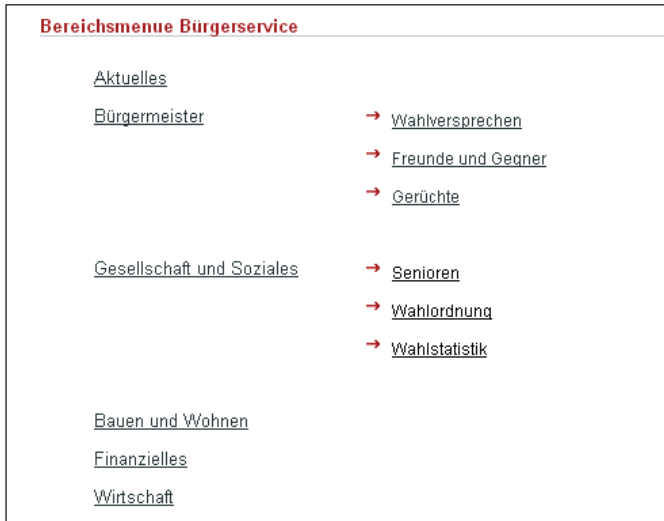 Bereichsmenue Bürgerservice
Aktuelles
Bürgermeister → Wahlversprechen
→ Freunde und Gegner
→ Gerüchte
Gesellschaft und Soziales → Senioren
→ Wahlordnung
→ Wahlstatistik
Bauen und Wohnen
Finanzielles
Wirtschaft